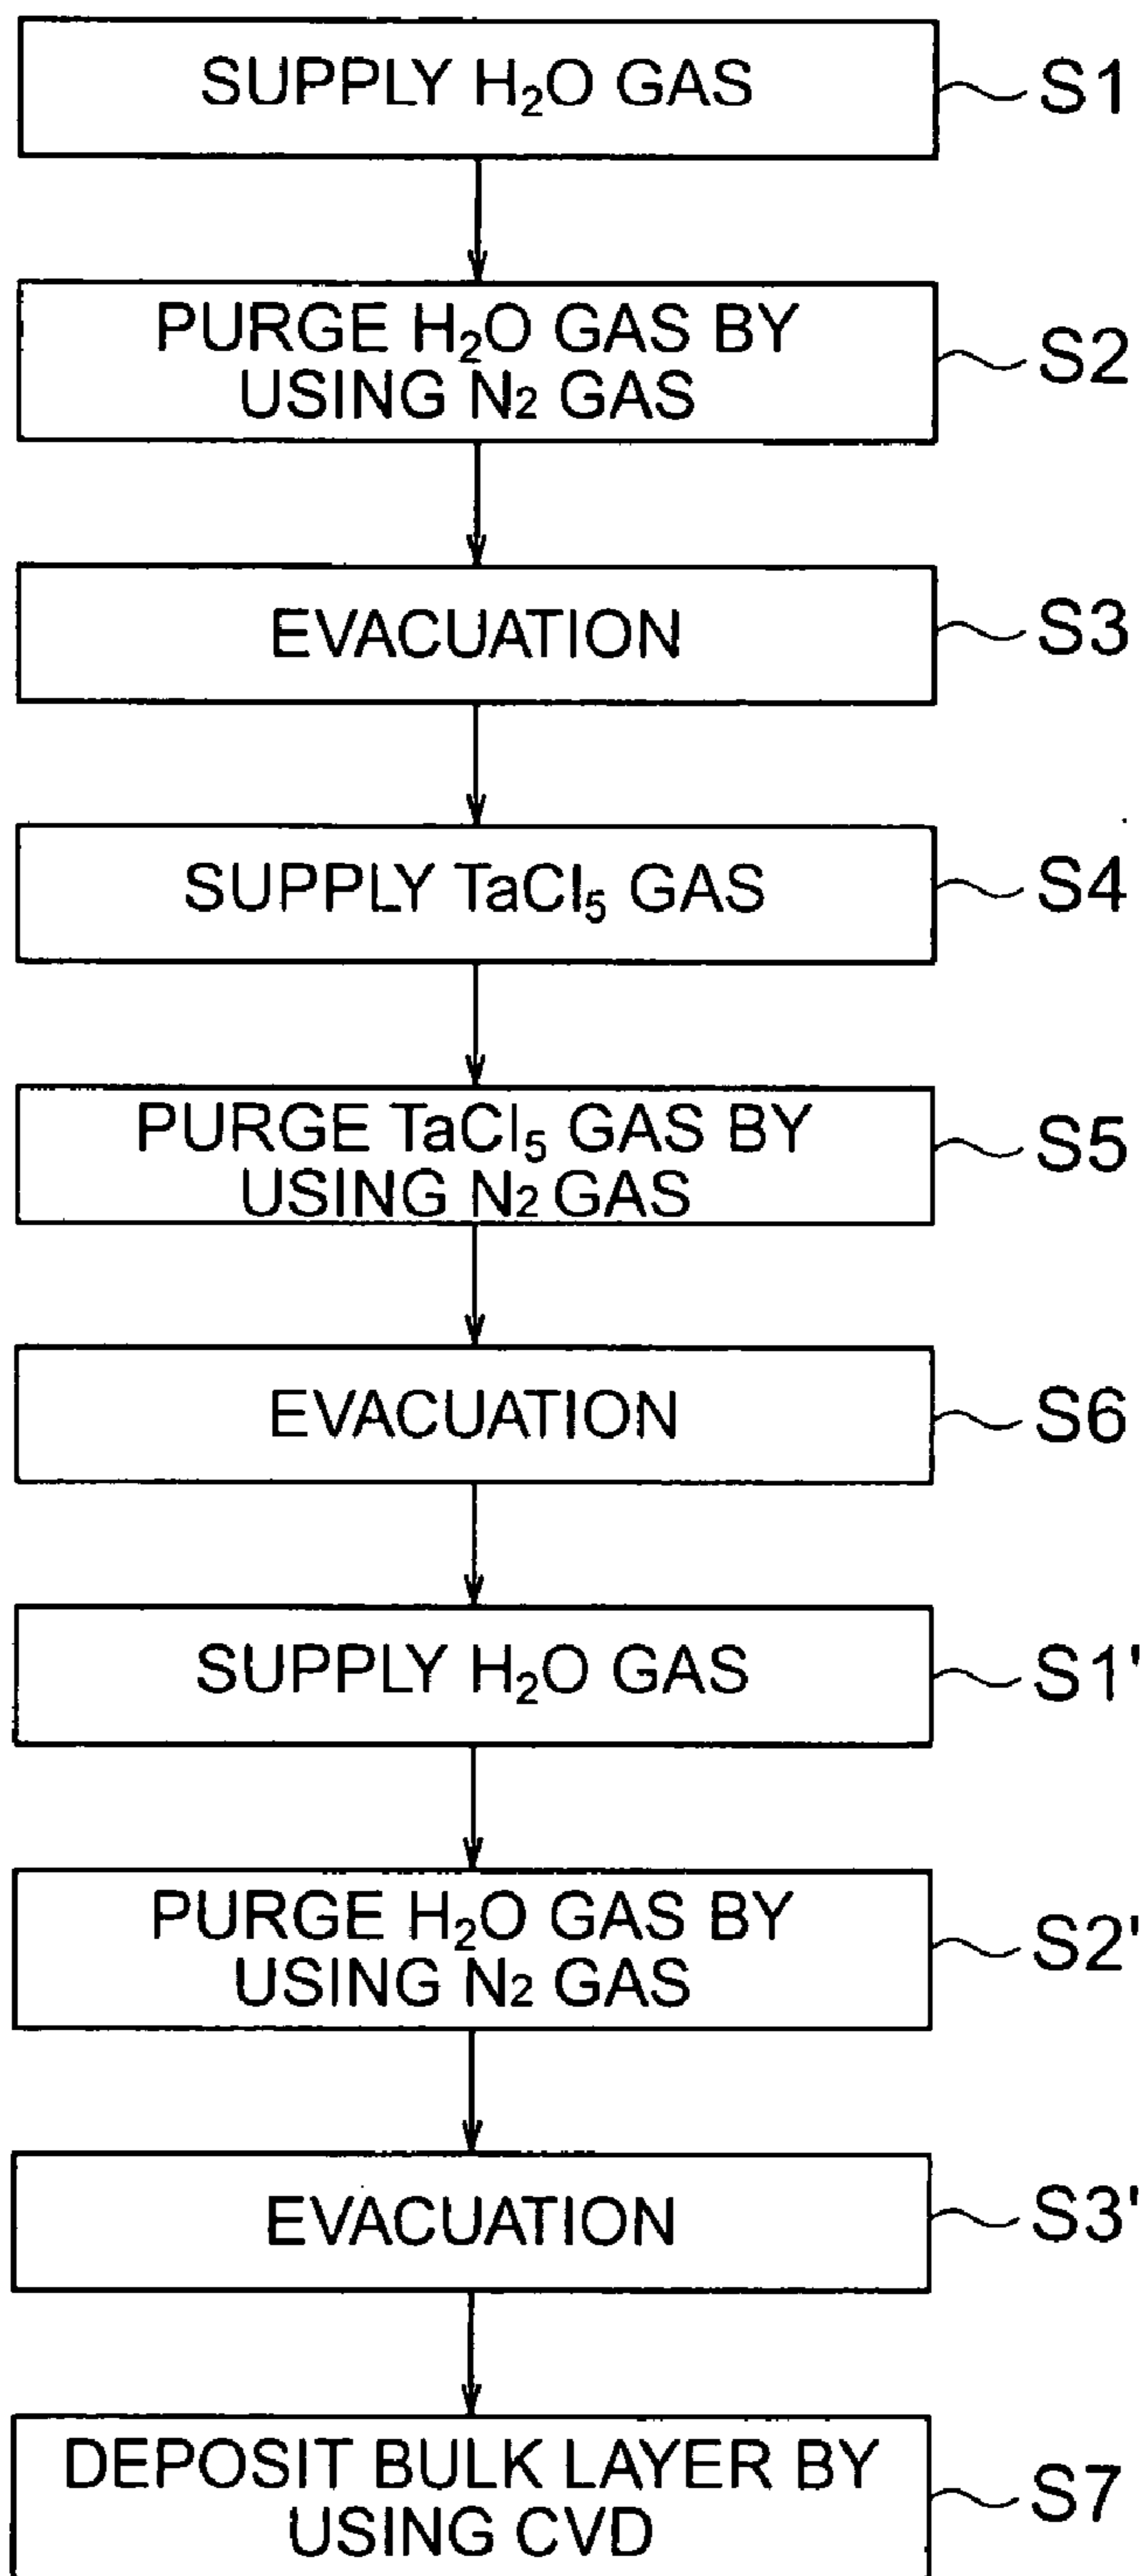 SUPPLY H₂O GAS
S1
PURGE H₂O GAS BY
USING N₂ GAS
S2
EVACUATION
S3
SUPPLY TaCl₅ GAS
S4
PURGE TaCl₅ GAS BY
USING N₂ GAS
S5
EVACUATION
S6
SUPPLY H₂O GAS
S1'
PURGE H₂O GAS BY
USING N₂ GAS
S2'
EVACUATION
S3'
DEPOSIT BULK LAYER BY
USING CVD
S7